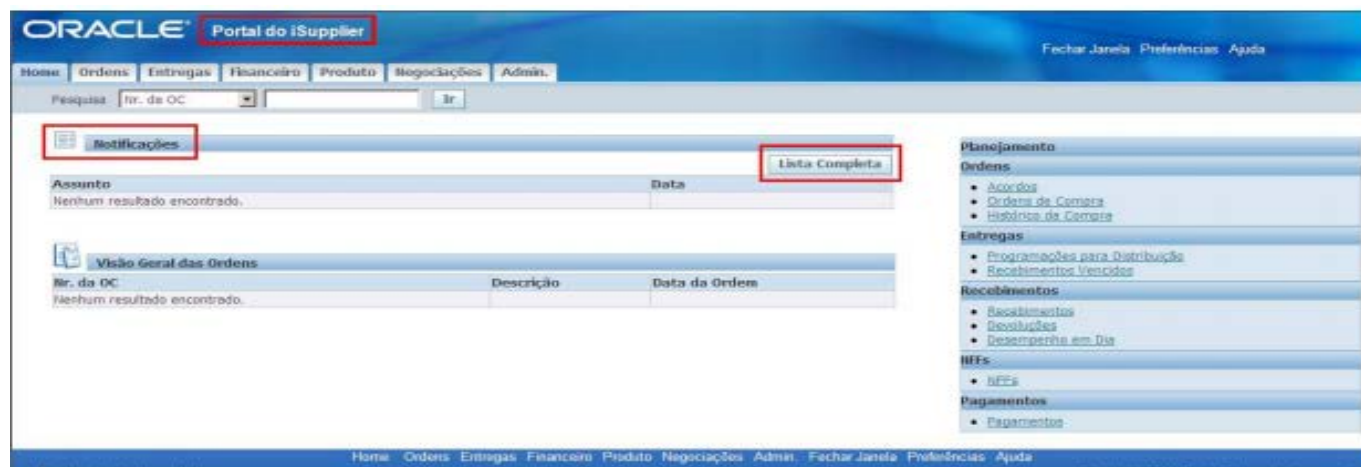 ORACLE Portal do iSupplier
Fechar Janela Preferências Ajuda
Home Ordens Entregas Financeiro Produto Negociações Admin.
Pesquisa Nr. da OC Ir
Notificações
Lista Completa
Assunto Data
Nenhum resultado encontrado.
Visão Geral das Ordens
Nr. da OC Descrição Data da Ordem
Nenhum resultado encontrado.
Planejamento
Ordens
Acordos
Ordens de Compra
Histórico da Compra
Entregas
Programações para Distribuição
Recebimentos Vencidos
Recebimentos
Recebimentos
Devoluções
Desempenho em Dia
NFFs
NFFs
Pagamentos
Pagamentos
Home Ordens Entregas Financeiro Produto Negociações Admin. Fechar Janela Preferências Ajuda